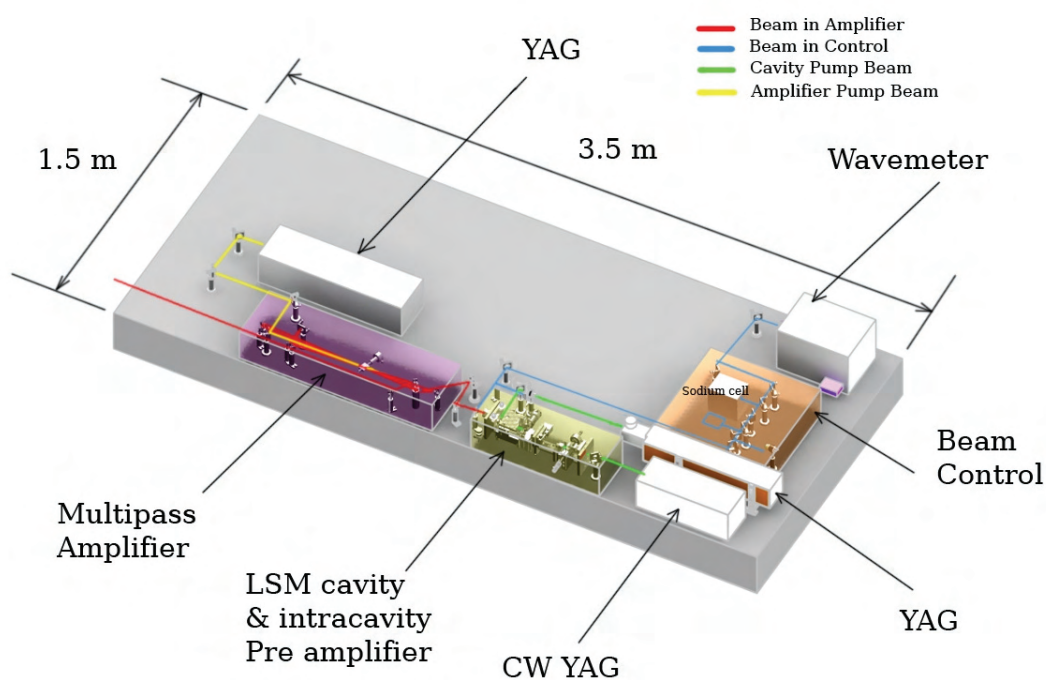 Beam in Amplifier
Beam in Control
Cavity Pump Beam
Amplifier Pump Beam
YAG
1.5 m
3.5 m
Wavemeter
Sodium cell
Beam
Control
Multipass
Amplifier
LSM cavity
& intracavity
Pre amplifier
CW YAG
YAG